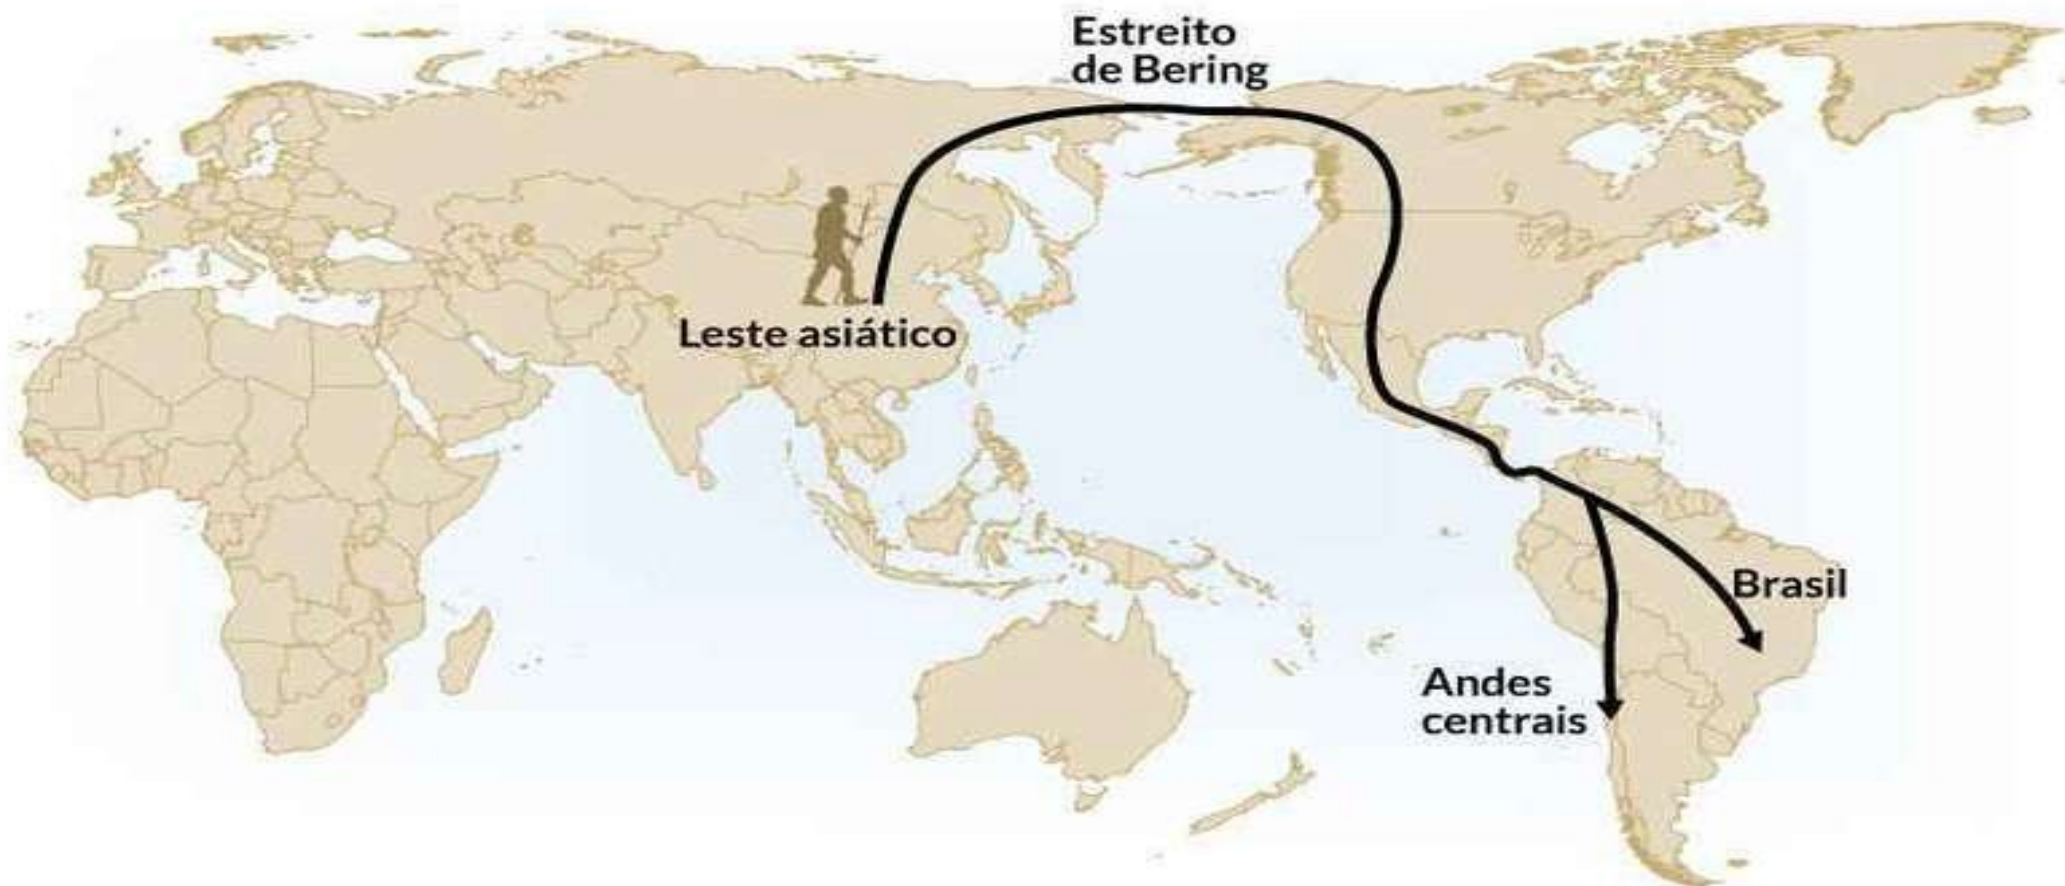 Estreito
de Bering
Leste asiático
Brasil
Andes
centrais